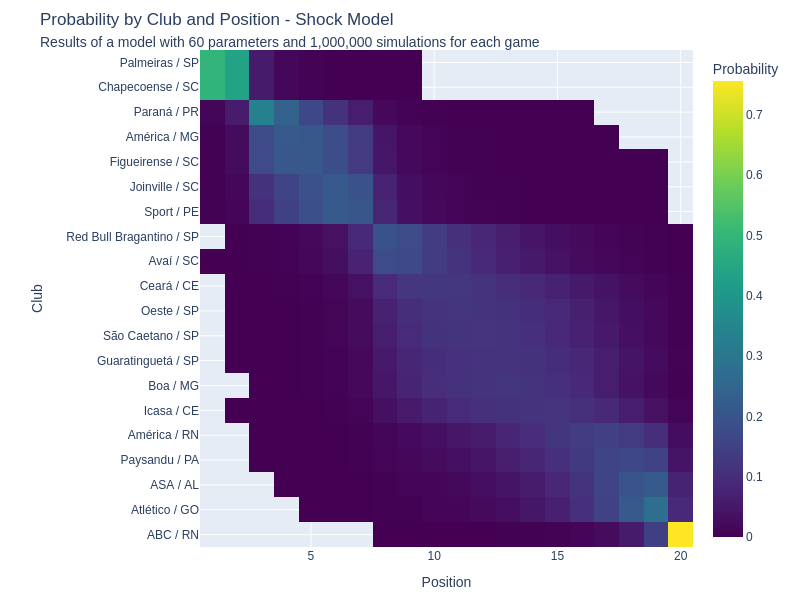 Probability by Club and Position - Shock Model
Results of a model with 60 parameters and 1,000,000 simulations for each game
Probability
Palmeiras / SP
Chapecoense / SC
Paraná / PR
América / MG
Figueirense / SC
Joinville / SC
Sport / PE
Red Bull Bragantino / SP
Avaí / SC
Ceará / CE
Oeste / SP
São Caetano / SP
Guaratinguetá / SP
Boa / MG
Icasa / CE
América / RN
Paysandu / PA
ASA / AL
Atlético / GO
ABC / RN
Club
5
10
15
20
Position
0.7
0.6
0.5
0.4
0.3
0.2
0.1
0